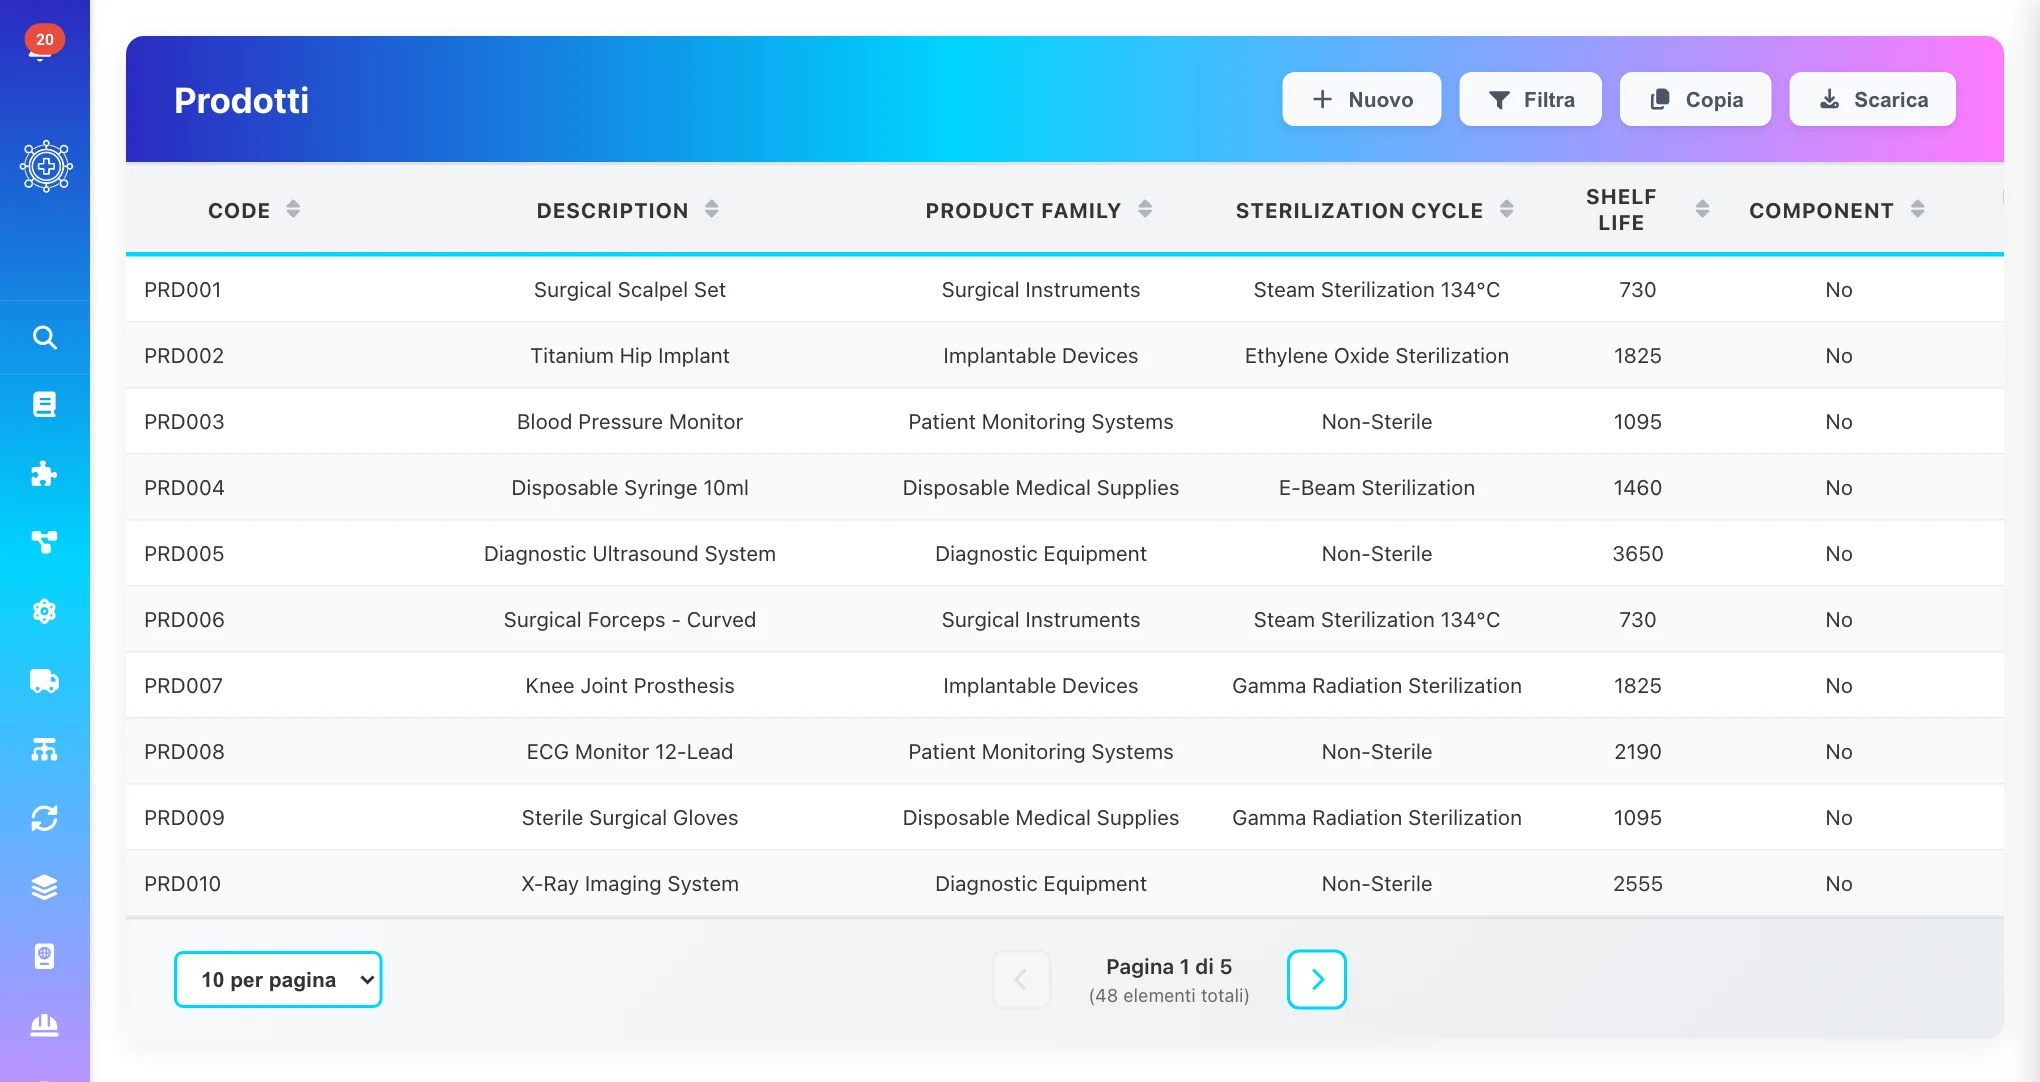 20
Prodotti
Nuovo
Filtra
Copia
Scarica
CODE DESCRIPTION PRODUCT FAMILY STERILIZATION CYCLE SHELF LIFE COMPONENT
PRD001 Surgical Scalpel Set Surgical Instruments Steam Sterilization 134°C 730 No
PRD002 Titanium Hip Implant Implantable Devices Ethylene Oxide Sterilization 1825 No
PRD003 Blood Pressure Monitor Patient Monitoring Systems Non-Sterile 1095 No
PRD004 Disposable Syringe 10ml Disposable Medical Supplies E-Beam Sterilization 1460 No
PRD005 Diagnostic Ultrasound System Diagnostic Equipment Non-Sterile 3650 No
PRD006 Surgical Forceps - Curved Surgical Instruments Steam Sterilization 134°C 730 No
PRD007 Knee Joint Prosthesis Implantable Devices Gamma Radiation Sterilization 1825 No
PRD008 ECG Monitor 12-Lead Patient Monitoring Systems Non-Sterile 2190 No
PRD009 Sterile Surgical Gloves Disposable Medical Supplies Gamma Radiation Sterilization 1095 No
PRD010 X-Ray Imaging System Diagnostic Equipment Non-Sterile 2555 No
10 per pagina
Pagina 1 di 5
(48 elementi totali)